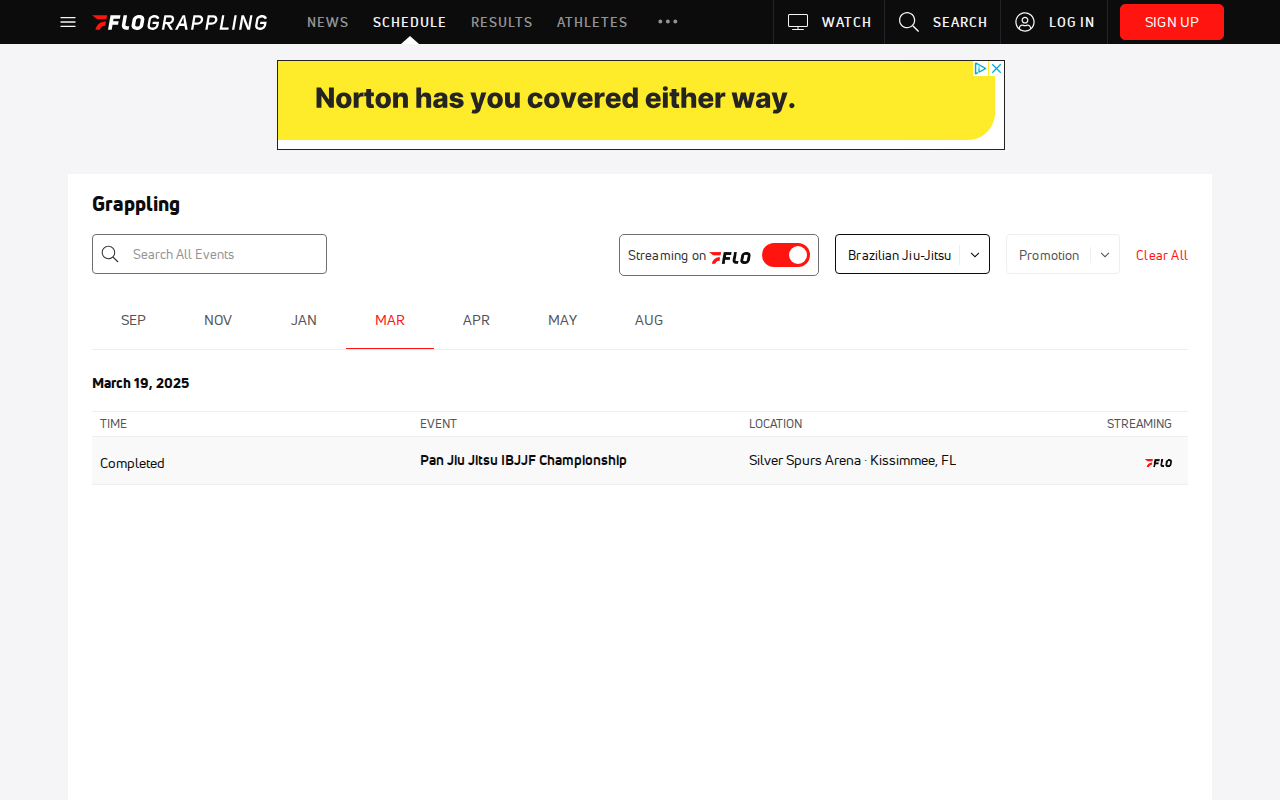 FLOGRAPPLING NEWS SCHEDULE RESULTS ATHLETES WATCH SEARCH LOG IN SIGN UP
Norton has you covered either way.
Grappling
Search All Events Streaming on FLO Brazilian Jiu-Jitsu Promotion Clear All
SEP NOV JAN MAR APR MAY AUG
March 19, 2025
TIME EVENT LOCATION STREAMING
Completed Pan Jiu Jitsu IBJJF Championship Silver Spurs Arena · Kissimmee, FL FLO